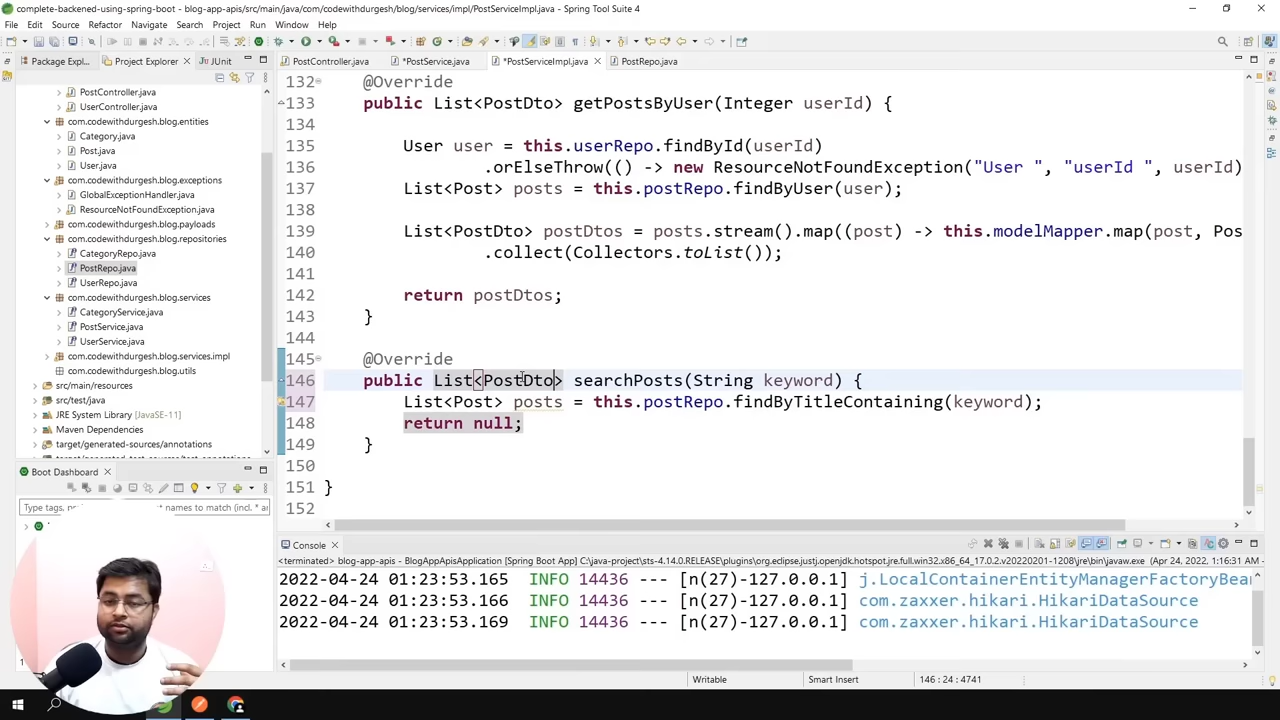 complete-backened-using-spring-boot - blog-app-apis/src/main/java/com/codewithdurgesh/blog/services/impl/PostServiceImpl.java - Spring Tool Suite 4
File Edit Source Refactor Navigate Search Project Run Window Help
Package Expl... Project Explorer JUnit
PostController.java *PostService.java *PostServiceImpl.java PostRepo.java
PostController.java
UserController.java
com.codewithdurgesh.blog.entities
Category.java
Post.java
User.java
com.codewithdurgesh.blog.exceptions
GlobalExceptionHandler.java
ResourceNotFoundException.java
com.codewithdurgesh.blog.payloads
com.codewithdurgesh.blog.repositories
CategoryRepo.java
PostRepo.java
UserRepo.java
com.codewithdurgesh.blog.services
CategoryService.java
PostService.java
UserService.java
com.codewithdurgesh.blog.services.impl
com.codewithdurgesh.blog.utils
src/main/resources
src/test/java
JRE System Library [JavaSE-11]
Maven Dependencies
target/generated-sources/annotations
132 @Override
133 public List<PostDto> getPostsByUser(Integer userId) {
134
135 User user = this.userRepo.findById(userId)
136 .orElseThrow(() -> new ResourceNotFoundException("User ", "userId ", userId)
137 List<Post> posts = this.postRepo.findByUser(user);
138
139 List<PostDto> postDtos = posts.stream().map((post) -> this.modelMapper.map(post, Pos
140 .collect(Collectors.toList());
141
142 return postDtos;
143 }
144
145 @Override
146 public List<PostDto> searchPosts(String keyword) {
147 List<Post> posts = this.postRepo.findByTitleContaining(keyword);
148 return null;
149 }
150
151 }
152
Boot Dashboard
Type tags, names to match (incl. * ar
Console
<terminated> blog-app-apis - BlogAppApisApplication [Spring Boot App] C:\java-project\sts-4.14.0.RELEASE\plugins\org.eclipse.justj.openjdk.hotspot.jre.full.win32.x86_64_17.0.2.v20220201-1208\jre\bin\javaw.exe (Apr 24, 2022, 1:16:31 AM
2022-04-24 01:23:53.165 INFO 14436 --- [n(27)-127.0.0.1] j.LocalContainerEntityManagerFactoryBea
2022-04-24 01:23:53.166 INFO 14436 --- [n(27)-127.0.0.1] com.zaxxer.hikari.HikariDataSource
2022-04-24 01:23:53.169 INFO 14436 --- [n(27)-127.0.0.1] com.zaxxer.hikari.HikariDataSource
Writable Smart Insert 146 : 24 : 4741